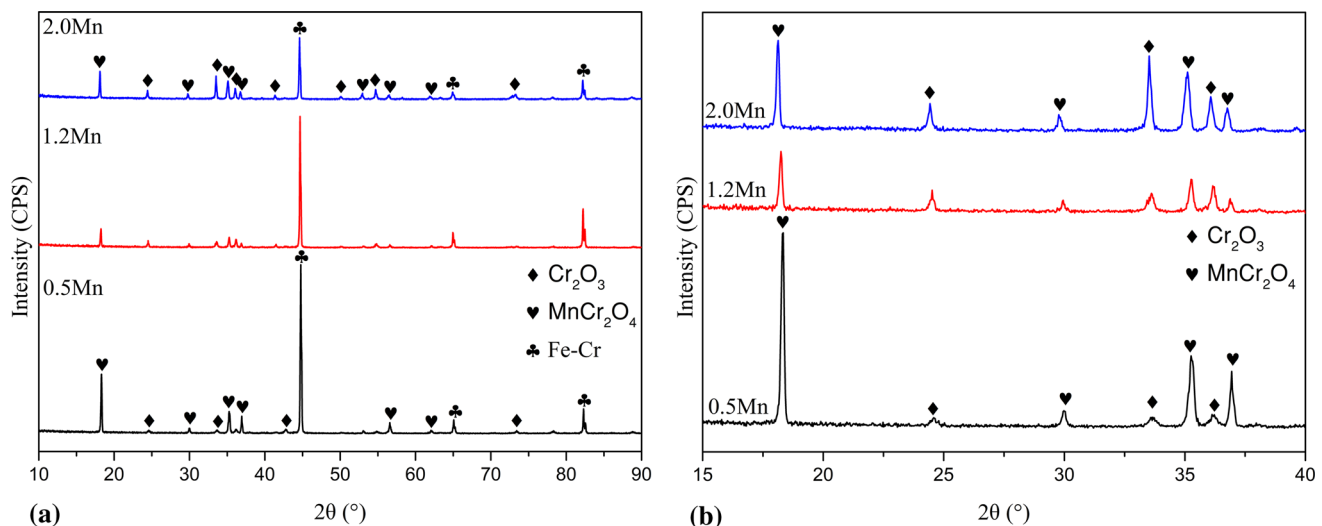 2.0Mn
1.2Mn
0.5Mn
♦ Cr₂O₃
♥ MnCr₂O₄
♣ Fe-Cr
Intensity (CPS)
10 20 30 40 50 60 70 80 90
2θ (°)
(a)
2.0Mn
1.2Mn
0.5Mn
♦ Cr₂O₃
♥ MnCr₂O₄
Intensity (CPS)
15 20 25 30 35 40
2θ (°)
(b)